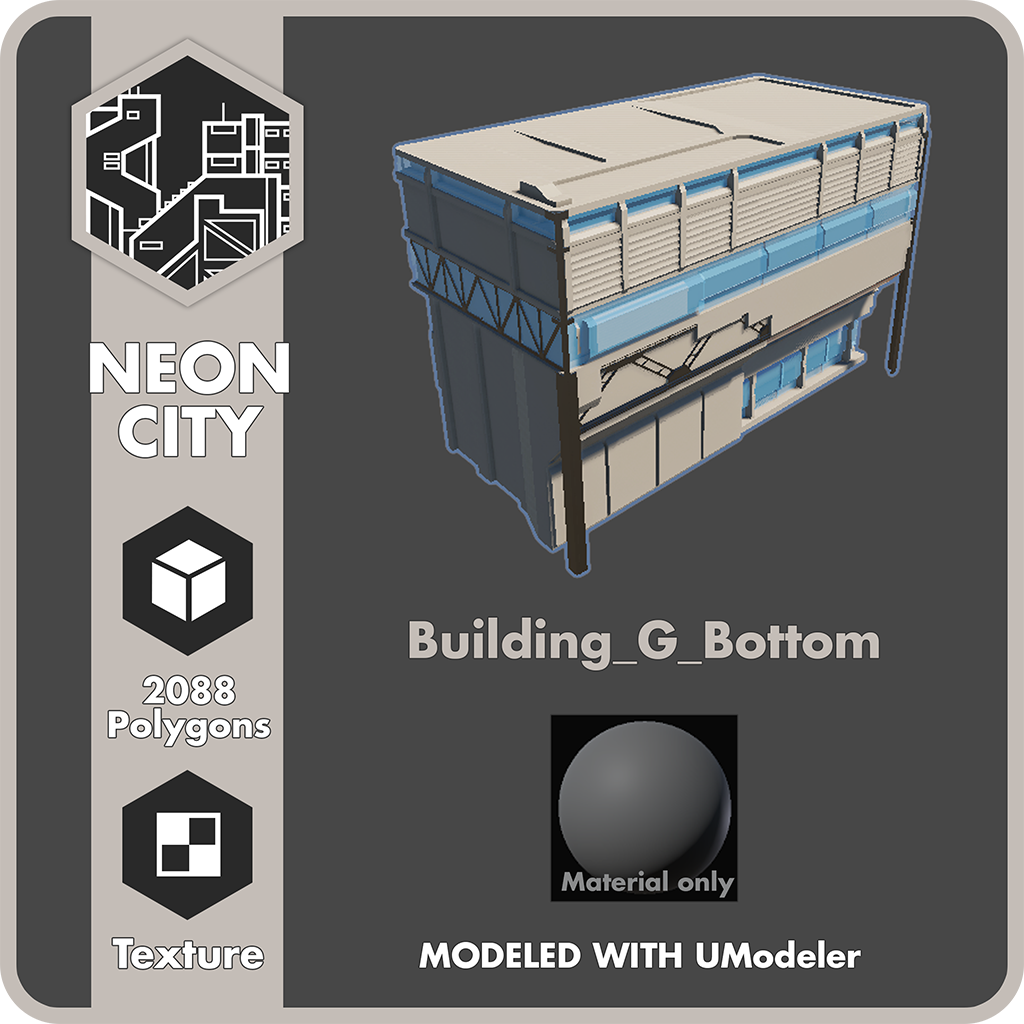 NEON
CITY
2088
Polygons
Texture
Building_G_Bottom
Material only
MODELED WITH UModeler